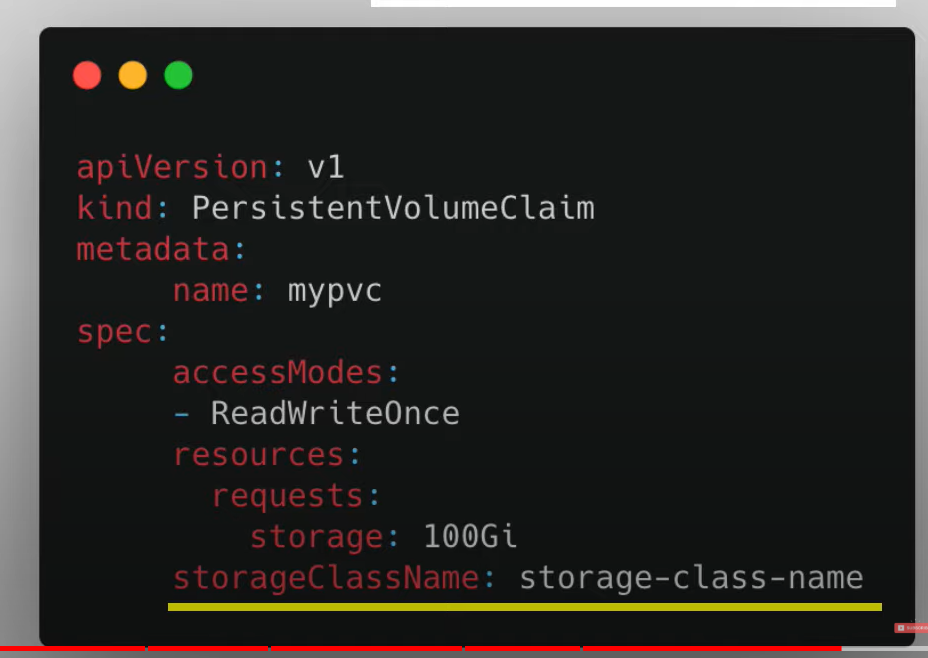 apiVersion: v1
kind: PersistentVolumeClaim
metadata:
     name: mypvc
spec:
     accessModes:
     - ReadWriteOnce
     resources:
       requests:
         storage: 100Gi
     storageClassName: storage-class-name